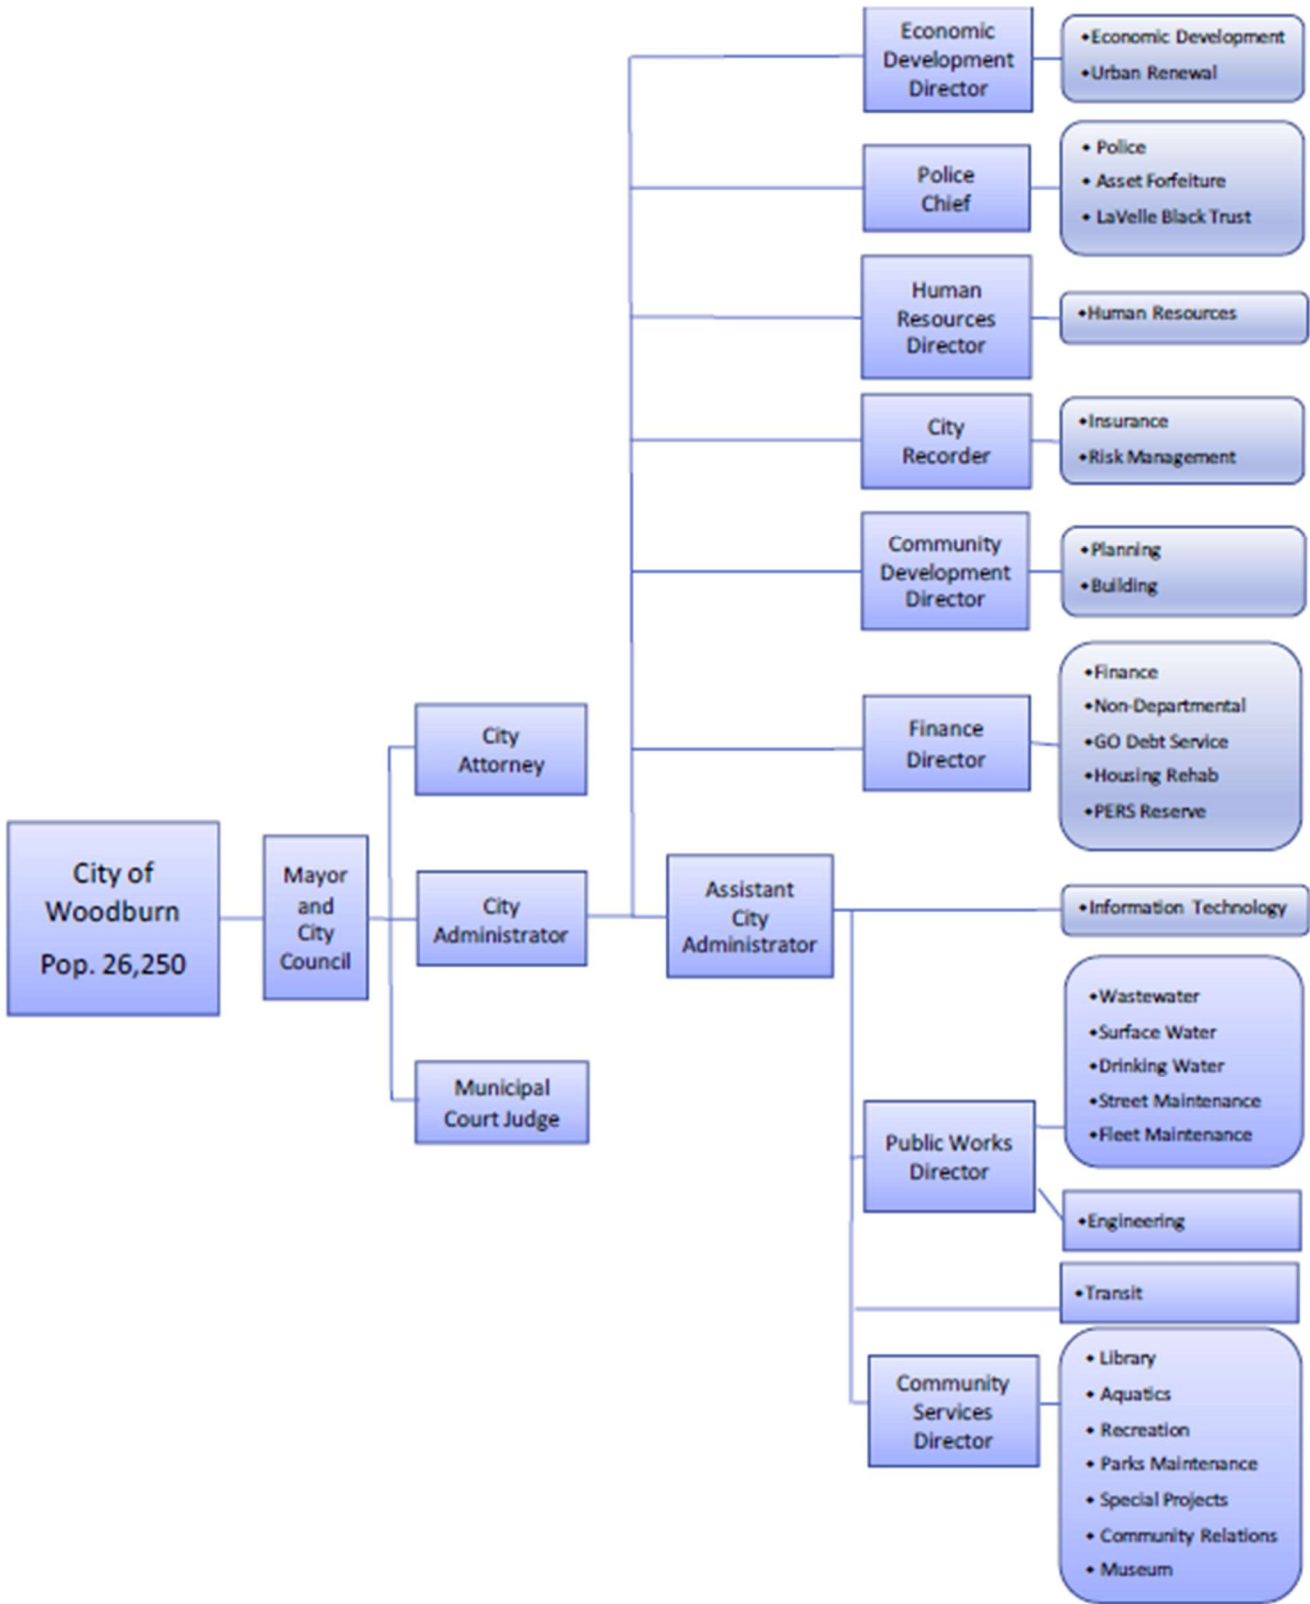 City of
Woodburn
Pop. 26,250
Mayor
and
City
Council
City
Attorney
City
Administrator
Municipal
Court Judge
Economic
Development
Director
•Economic Development
•Urban Renewal
Police
Chief
• Police
• Asset Forfeiture
• LaVelle Black Trust
Human
Resources
Director
•Human Resources
City
Recorder
•Insurance
•Risk Management
Community
Development
Director
•Planning
•Building
Finance
Director
•Finance
•Non-Departmental
•GO Debt Service
•Housing Rehab
•PERS Reserve
Assistant
City
Administrator
•Information Technology
Public Works
Director
•Wastewater
•Surface Water
•Drinking Water
•Street Maintenance
•Fleet Maintenance
•Engineering
•Transit
Community
Services
Director
• Library
• Aquatics
• Recreation
• Parks Maintenance
• Special Projects
• Community Relations
• Museum